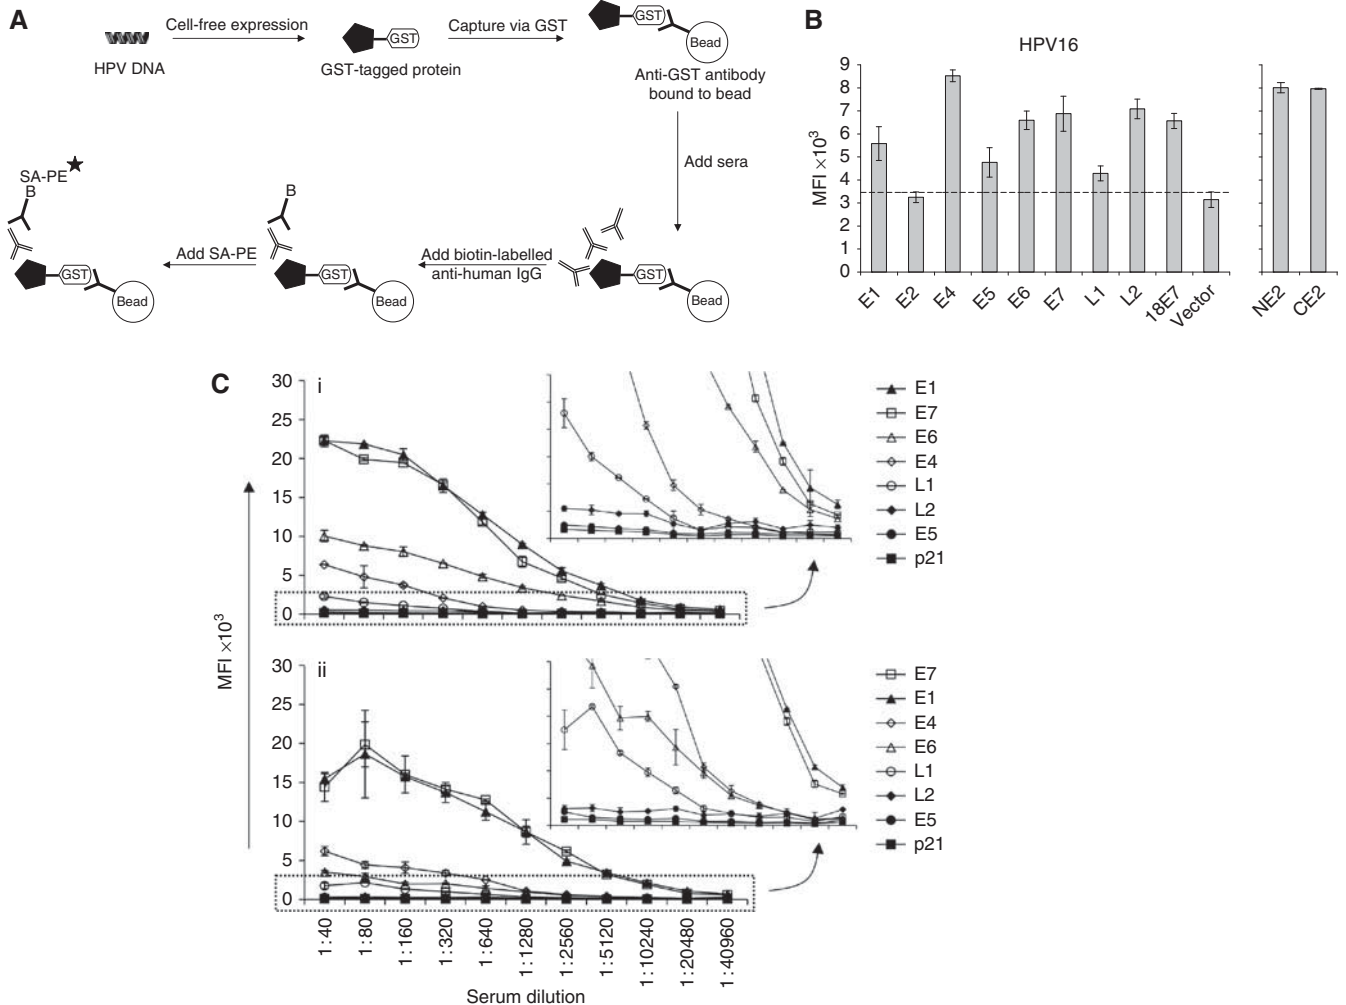 A
HPV DNA
Cell-free expression
GST
GST-tagged protein
Capture via GST
GST
Bead
Anti-GST antibody
bound to bead
Add sera
GST
Bead
Add biotin-labelled
anti-human IgG
B
GST
Bead
Add SA-PE
SA-PE
B
GST
Bead
B
HPV16
MFI ×10³
9
8
7
6
5
4
3
2
1
0
E1
E2
E4
E5
E6
E7
L1
L2
18E7
Vector
NE2
CE2
C
i
30
25
20
15
10
5
0
E1
E7
E6
E4
L1
L2
E5
p21
MFI ×10³
ii
30
25
20
15
10
5
0
E7
E1
E4
E6
L1
L2
E5
p21
1:40
1:80
1:160
1:320
1:640
1:1280
1:2560
1:5120
1:10240
1:20480
1:40960
Serum dilution